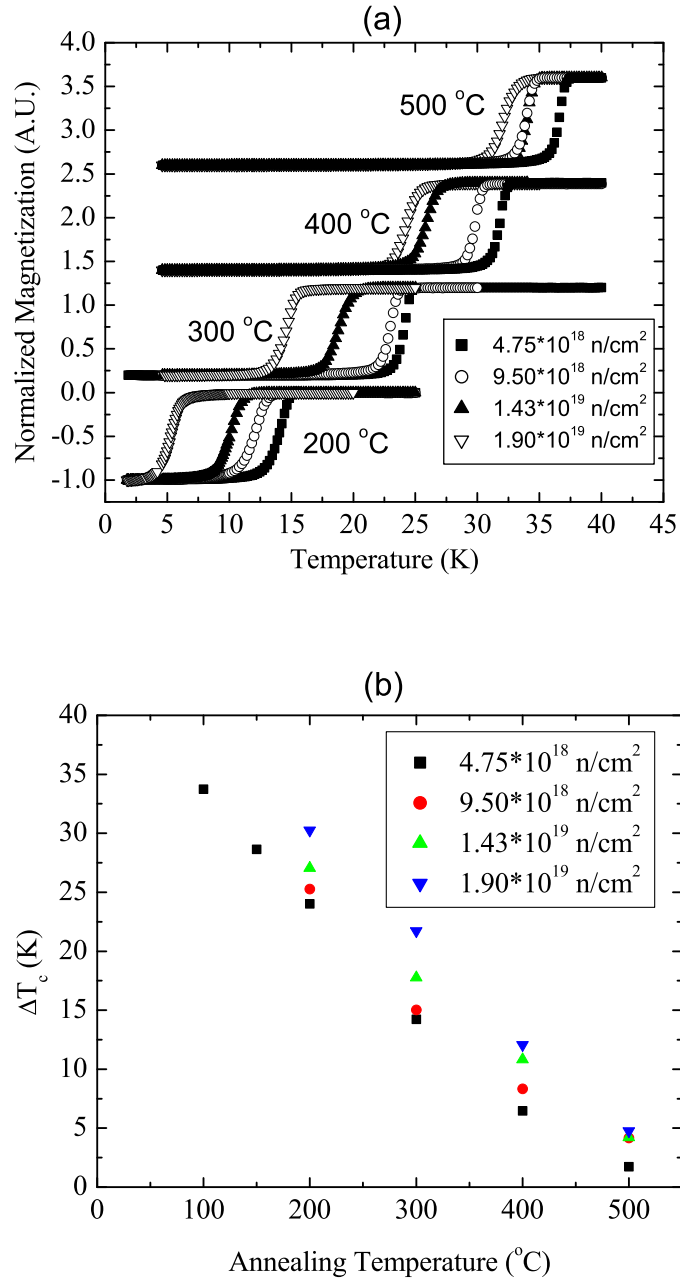 (a)
Normalized Magnetization (A.U.)
4.0
3.5
3.0
2.5
2.0
1.5
1.0
0.5
0.0
-0.5
-1.0
500 °C
400 °C
300 °C
200 °C
4.75*10^18 n/cm^2
9.50*10^18 n/cm^2
1.43*10^19 n/cm^2
1.90*10^19 n/cm^2
0 5 10 15 20 25 30 35 40 45
Temperature (K)
(b)
ΔT_c (K)
40
35
30
25
20
15
10
5
0
4.75*10^18 n/cm^2
9.50*10^18 n/cm^2
1.43*10^19 n/cm^2
1.90*10^19 n/cm^2
0 100 200 300 400 500
Annealing Temperature (°C)